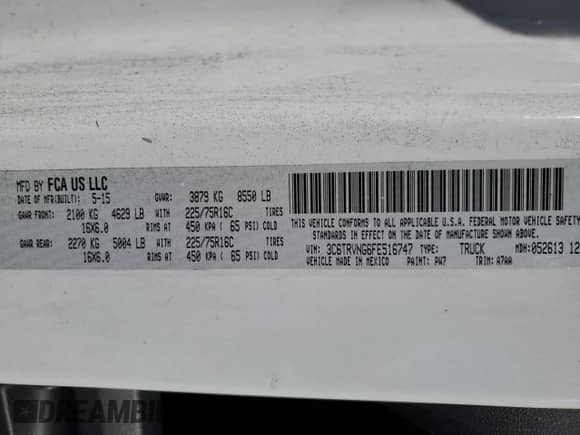 MFD BY FCA US LLC
DATE OF MFR(BUILT): 5-15 GVWR: 3879 KG 8550 LB
GAWR FRONT: 2100 KG 4629 LB WITH 225/75R16C TIRES
16X6.0 RIMS AT 450 KPA ( 65 PSI) COLD
GAWR REAR: 2270 KG 5004 LB WITH 225/75R16C TIRES
16X6.0 RIMS AT 450 KPA ( 65 PSI) COLD
THIS VEHICLE CONFORMS TO ALL APPLICABLE U.S.A. FEDERAL MOTOR VEHICLE SAFETY
STANDARDS IN EFFECT ON THE DATE OF MANUFACTURE SHOWN ABOVE.
VIN: 3C6TRVNG6FE516747 TYPE: TRUCK MDH: 052613 12
VEHICLE MADE IN MEXICO PAINT: PW7 TRIM: A7AA
DREAMBI